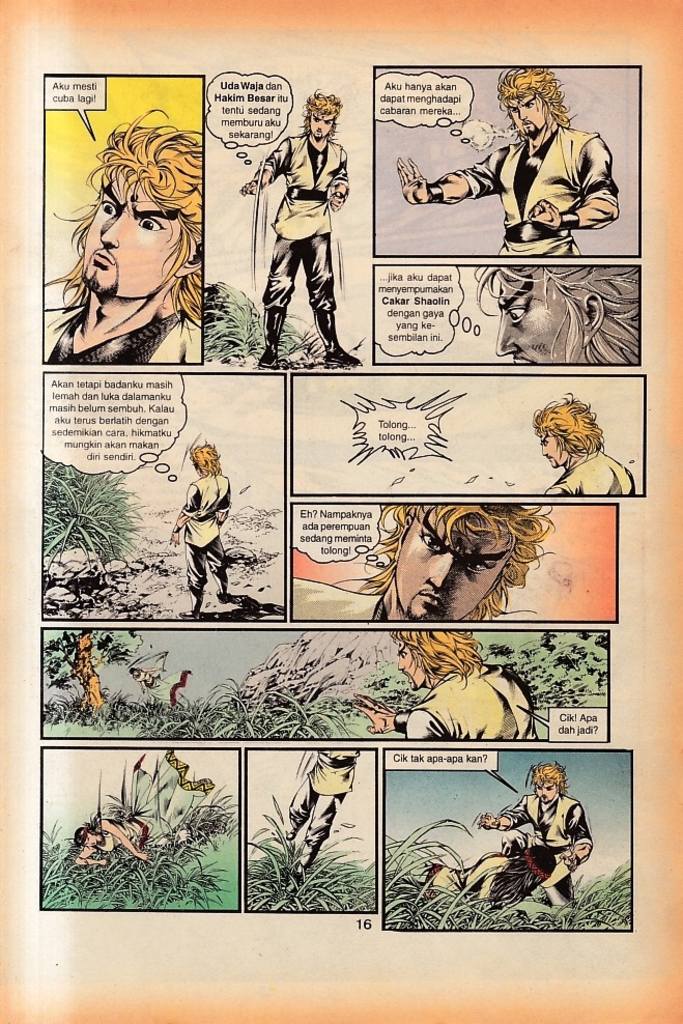 Aku mesti
cuba lagi!
Uda Waja dan
Hakim Besar itu
tentu sedang
memburu aku
sekarang!
Aku hanya akan
dapat menghadapi
cabaran mereka...
...jika aku dapat
menyempurnakan
Cakar Shaolin
dengan gaya
yang ke-
sembilan ini.
Akan tetapi badanku masih
lemah dan luka dalamanku
masih belum sembuh. Kalau
aku terus berlatih dengan
sedemikian cara, hikmatku
mungkin akan makan
diri sendiri.
Tolong...
tolong...
Eh? Nampaknya
ada perempuan
sedang meminta
tolong!
Cik! Apa
dah jadi?
Cik tak apa-apa kan?
16